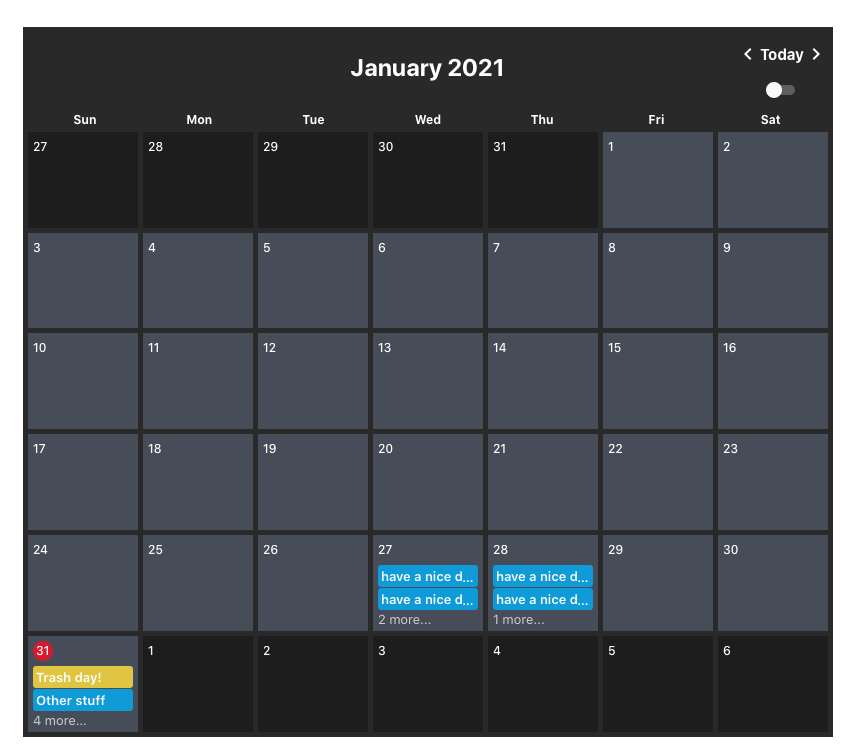 January 2021
Today
Sun Mon Tue Wed Thu Fri Sat
27 28 29 30 31 1 2
3 4 5 6 7 8 9
10 11 12 13 14 15 16
17 18 19 20 21 22 23
24 25 26 27 28 29 30
have a nice d... have a nice d...
have a nice d... have a nice d...
2 more... 1 more...
31 1 2 3 4 5 6
Trash day!
Other stuff
4 more...